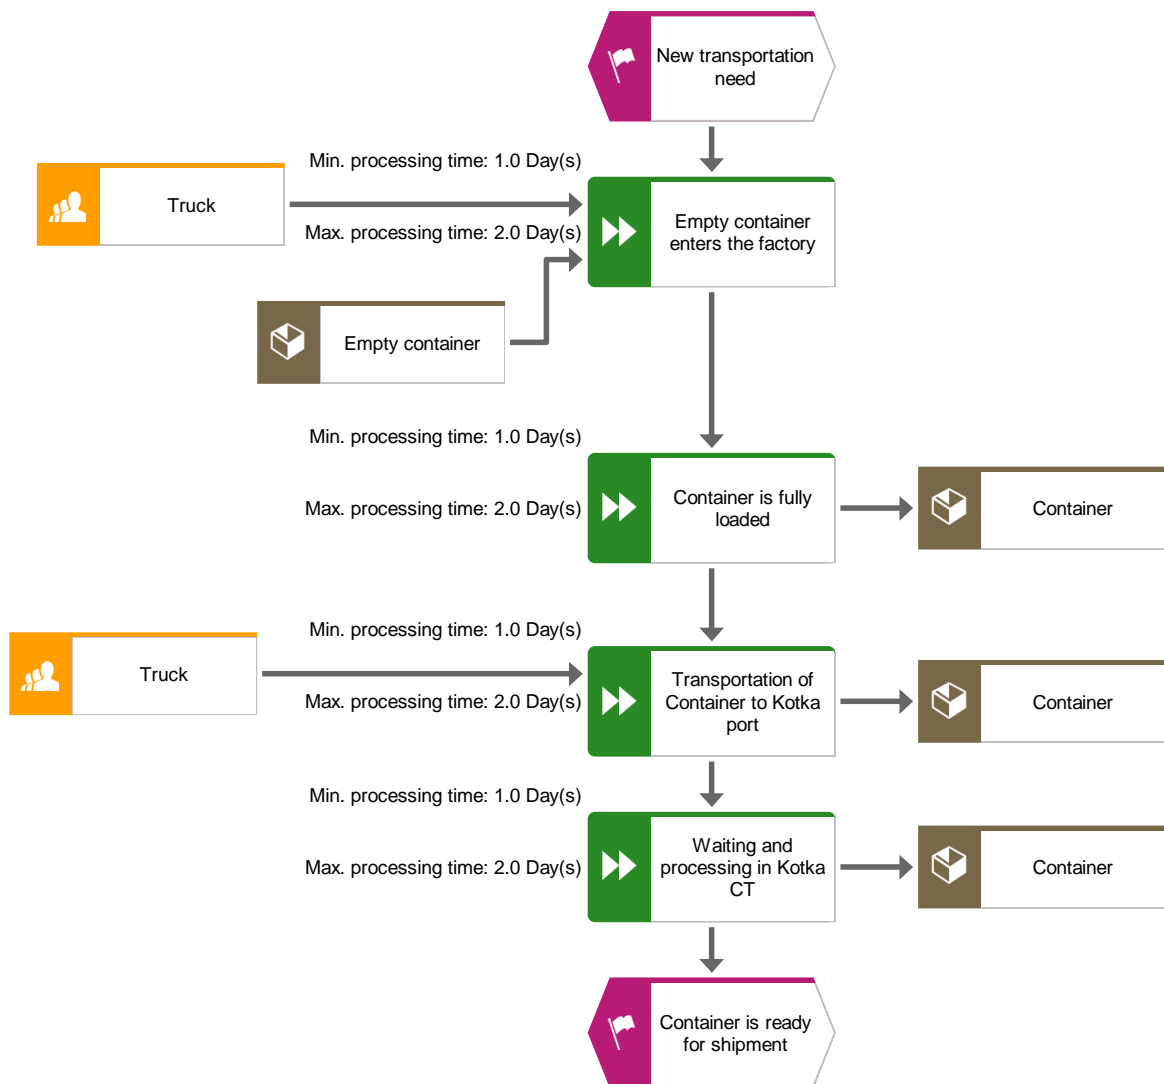 New transportation
need
Min. processing time: 1.0 Day(s)
Truck
Max. processing time: 2.0 Day(s)
Empty container
enters the factory
Empty container
Min. processing time: 1.0 Day(s)
Max. processing time: 2.0 Day(s)
Container is fully
loaded
Container
Min. processing time: 1.0 Day(s)
Truck
Max. processing time: 2.0 Day(s)
Transportation of
Container to Kotka
port
Container
Min. processing time: 1.0 Day(s)
Max. processing time: 2.0 Day(s)
Waiting and
processing in Kotka
CT
Container
Container is ready
for shipment